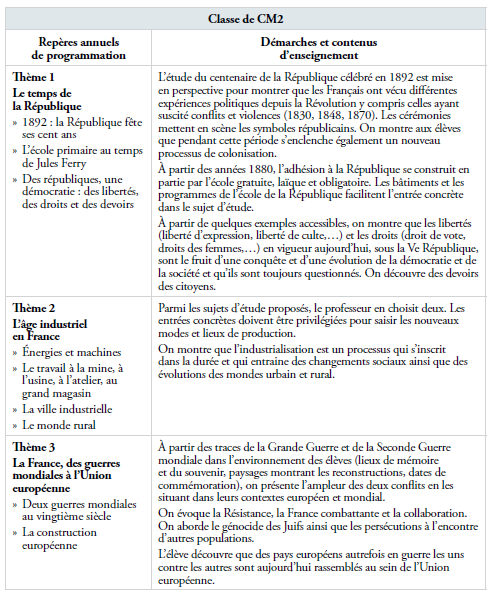 Classe de CM2
Repères annuels
de programmation
Démarches et contenus
d’enseignement
Thème 1
Le temps de
la République
» 1892 : la République fête
ses cent ans
» L’école primaire au temps
de Jules Ferry
» Des républiques, une
démocratie : des libertés,
des droits et des devoirs
L’étude du centenaire de la République célébré en 1892 est mise
en perspective pour montrer que les Français ont vécu différentes
expériences politiques depuis la Révolution y compris celles ayant
suscité conflits et violences (1830, 1848, 1870). Les cérémonies
mettent en scène les symboles républicains. On montre aux élèves
que pendant cette période s’enclenche également un nouveau
processus de colonisation.
À partir des années 1880, l’adhésion à la République se construit en
partie par l’école gratuite, laïque et obligatoire. Les bâtiments et les
programmes de l’école de la République facilitent l’entrée concrète
dans le sujet d’étude.
À partir de quelques exemples accessibles, on montre que les libertés
(liberté d’expression, liberté de culte,…) et les droits (droit de vote,
droits des femmes,…) en vigueur aujourd’hui, sous la Ve République,
sont le fruit d’une conquête et d’une évolution de la démocratie et de
la société et qu’ils sont toujours questionnés. On découvre des devoirs
des citoyens.
Thème 2
L’âge industriel
en France
» Énergies et machines
» Le travail à la mine, à
l’usine, à l’atelier, au
grand magasin
» La ville industrielle
» Le monde rural
Parmi les sujets d’étude proposés, le professeur en choisit deux. Les
entrées concrètes doivent être privilégiées pour saisir les nouveaux
modes et lieux de production.
On montre que l’industrialisation est un processus qui s’inscrit
dans la durée et qui entraine des changements sociaux ainsi que des
évolutions des mondes urbain et rural.
Thème 3
La France, des guerres
mondiales à l’Union
européenne
» Deux guerres mondiales
au vingtième siècle
» La construction
européenne
À partir des traces de la Grande Guerre et de la Seconde Guerre
mondiale dans l’environnement des élèves (lieux de mémoire
et du souvenir, paysages montrant les reconstructions, dates de
commémoration), on présente l’ampleur des deux conflits en les
situant dans leurs contextes européen et mondial.
On évoque la Résistance, la France combattante et la collaboration.
On aborde le génocide des Juifs ainsi que les persécutions à l’encontre
d’autres populations.
L’élève découvre que des pays européens autrefois en guerre les uns
contre les autres sont aujourd’hui rassemblés au sein de l’Union
européenne.